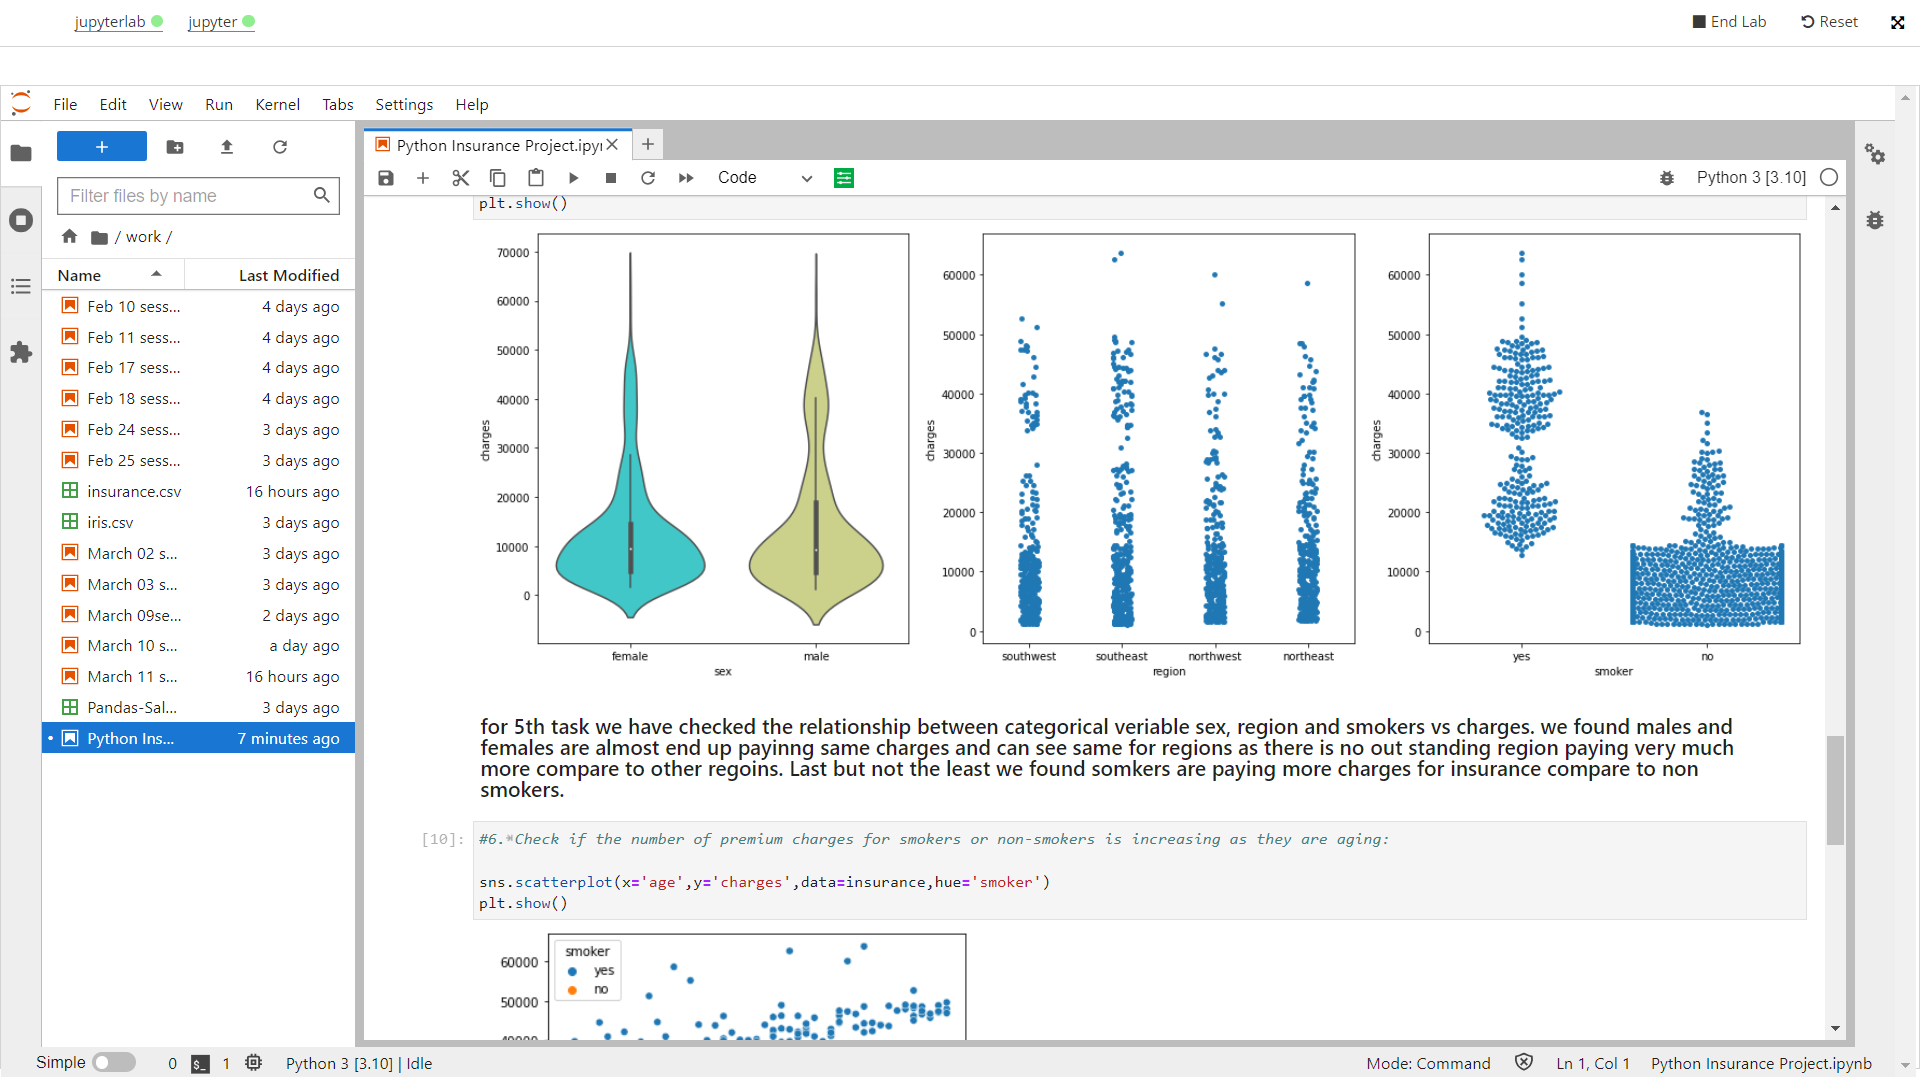 jupyterlab jupyter End Lab Reset
File Edit View Run Kernel Tabs Settings Help
+
Filter files by name
/ work /
Name Last Modified
Feb 10 sess... 4 days ago
Feb 11 sess... 4 days ago
Feb 17 sess... 4 days ago
Feb 18 sess... 4 days ago
Feb 24 sess... 3 days ago
Feb 25 sess... 3 days ago
insurance.csv 16 hours ago
iris.csv 3 days ago
March 02 s... 3 days ago
March 03 s... 3 days ago
March 09se... 2 days ago
March 10 s... a day ago
March 11 s... 16 hours ago
Pandas-Sal... 3 days ago
Python Ins... 7 minutes ago
Python Insurance Project.ipyn
Code Python 3 [3.10]
plt.show()
70000
60000
50000
40000
30000
20000
10000
0
charges
female male
sex
60000
50000
40000
30000
20000
10000
0
charges
southwest southeast northwest northeast
region
60000
50000
40000
30000
20000
10000
0
charges
yes no
smoker
for 5th task we have checked the relationship between categorical veriable sex, region and smokers vs charges. we found males and
females are almost end up payinng same charges and can see same for regions as there is no out standing region paying very much
more compare to other regoins. Last but not the least we found somkers are paying more charges for insurance compare to non
smokers.
[10]: #6.*Check if the number of premium charges for smokers or non-smokers is increasing as they are aging:
sns.scatterplot(x='age',y='charges',data=insurance,hue='smoker')
plt.show()
smoker
yes
no
60000
50000
40000
Simple 0 $_ 1 Python 3 [3.10] | Idle Mode: Command Ln 1, Col 1 Python Insurance Project.ipynb